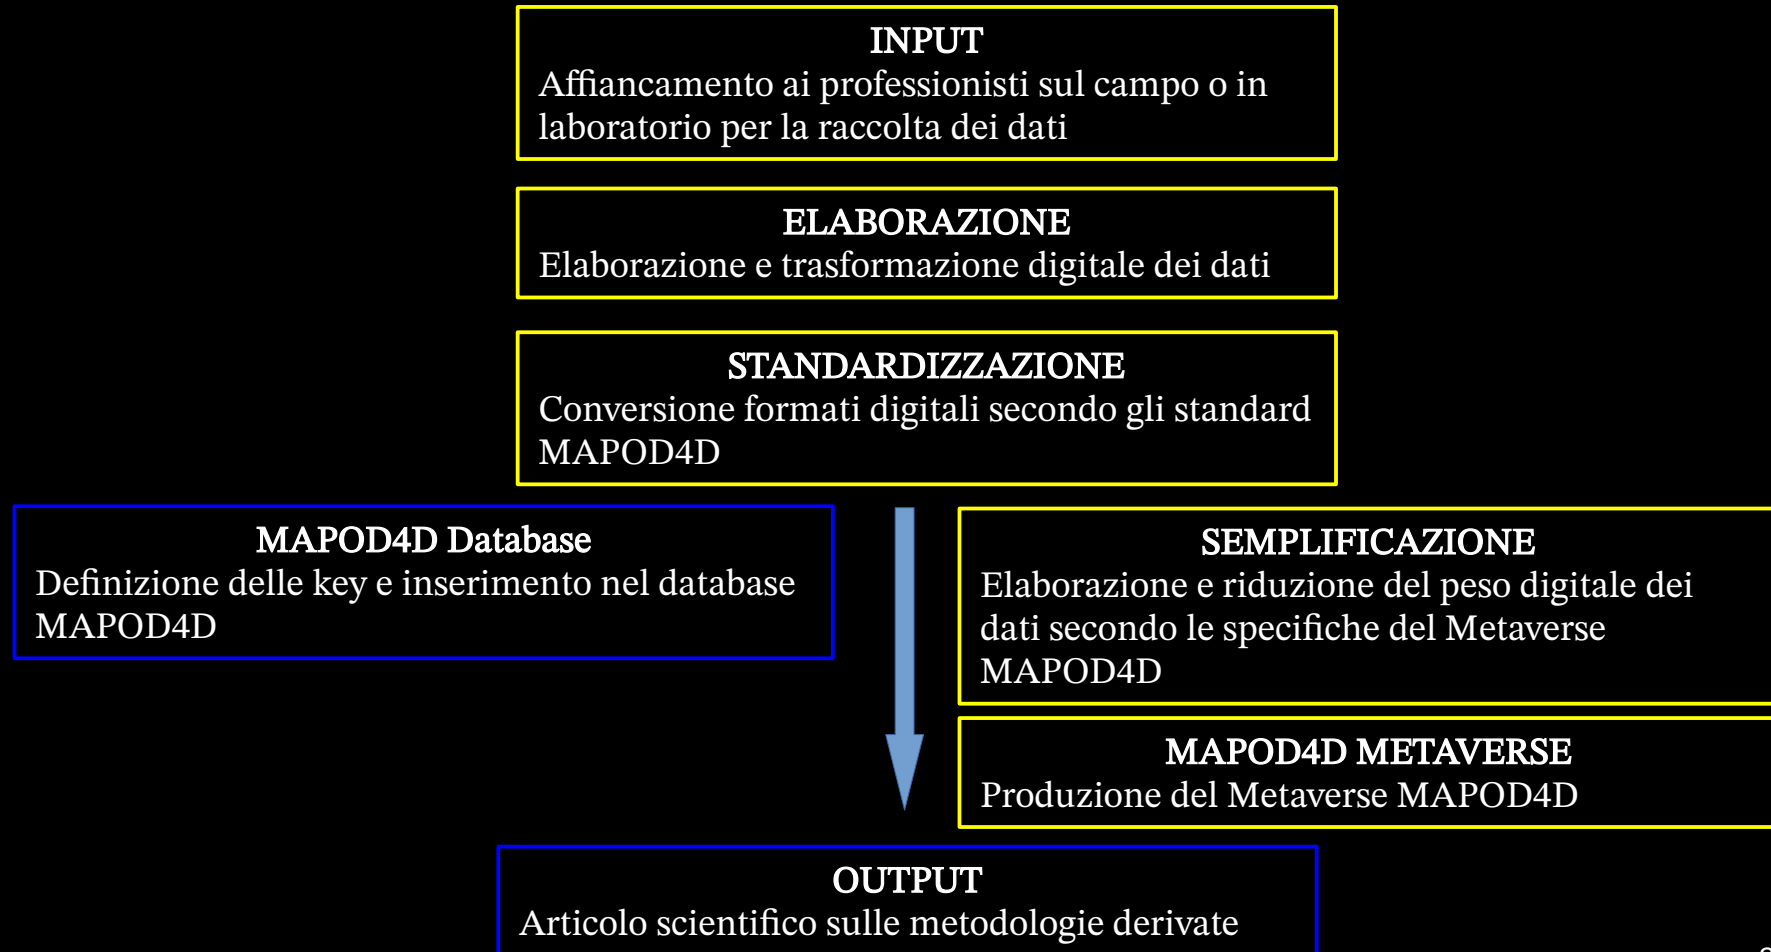 INPUT
Affiancamento ai professionisti sul campo o in
laboratorio per la raccolta dei dati
ELABORAZIONE
Elaborazione e trasformazione digitale dei dati
STANDARDIZZAZIONE
Conversione formati digitali secondo gli standard
MAPOD4D
MAPOD4D Database
Definizione delle key e inserimento nel database
MAPOD4D
SEMPLIFICAZIONE
Elaborazione e riduzione del peso digitale dei
dati secondo le specifiche del Metaverse
MAPOD4D
MAPOD4D METAVERSE
Produzione del Metaverse MAPOD4D
OUTPUT
Articolo scientifico sulle metodologie derivate